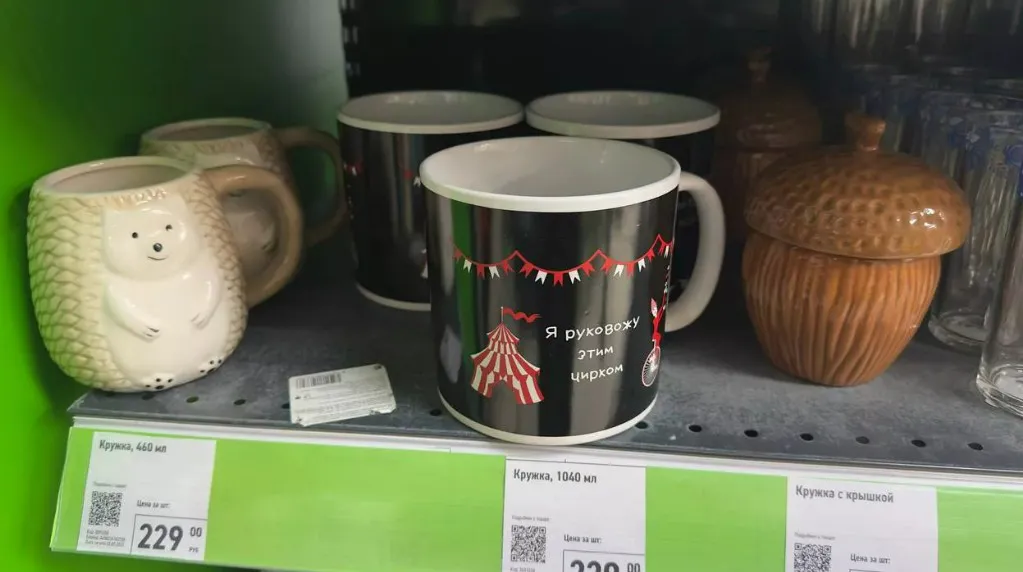 Я руковожу
этим
цирком
Кружка, 460 мл
Цена за шт:
229 00
РУБ
Кружка, 1040 мл
Цена за шт:
Кружка с крышкой
Цена за шт: